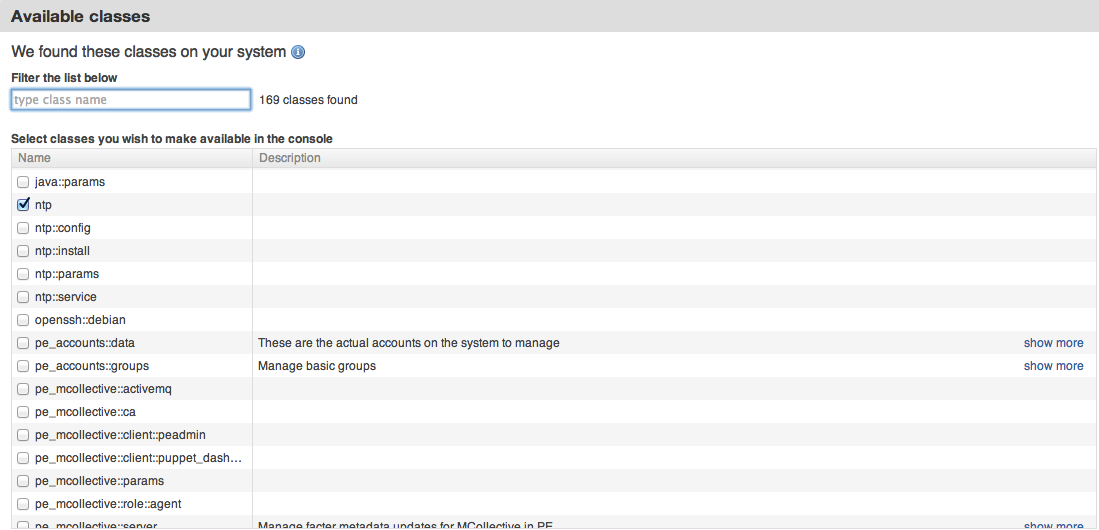 Available classes
We found these classes on your system
Filter the list below
type class name 169 classes found
Select classes you wish to make available in the console
Name Description
java::params
ntp
ntp::config
ntp::install
ntp::params
ntp::service
openssh::debian
pe_accounts::data These are the actual accounts on the system to manage show more
pe_accounts::groups Manage basic groups show more
pe_mcollective::activemq
pe_mcollective::ca
pe_mcollective::client::peadmin
pe_mcollective::client::puppet_dash…
pe_mcollective::params
pe_mcollective::role::agent
pe_mcollective::server Manage facter metadata updates for MCollective in PE show more